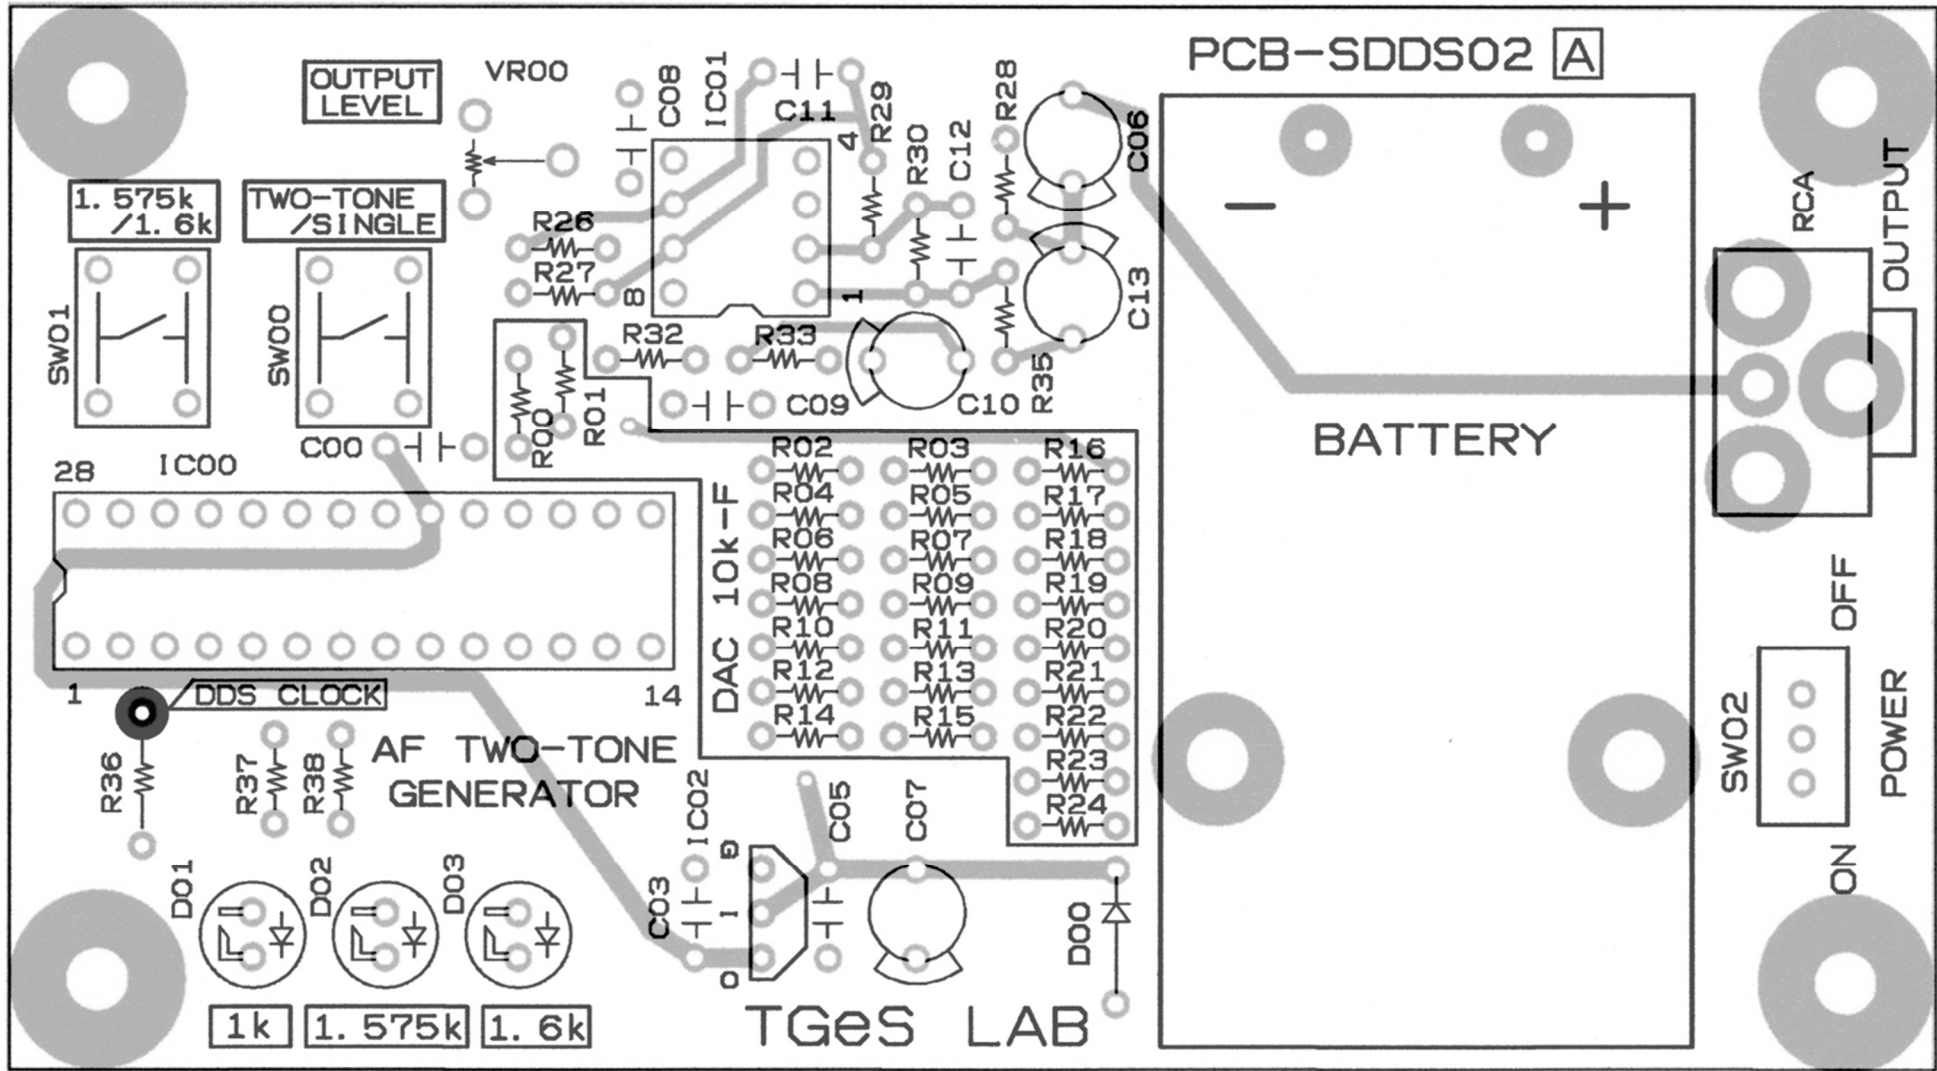 PCB-SDDS02 A
OUTPUT
LEVEL
VR00
C08
IC01
C11
4
R29
R30
C12
R28
C06
1.575k
/1.6k
TWO-TONE
/SINGLE
R26
R27
8
1
C13
-
+
RCA
OUTPUT
SW01
SW00
R32
R33
R35
R00
R01
C09
C10
C00
BATTERY
28
IC00
DAC 10k-F
R02
R03
R16
R04
R05
R17
R06
R07
R18
R08
R09
R19
R10
R11
R20
R12
R13
R21
R14
R15
R22
R23
R24
1
DDS CLOCK
14
R36
R37
R38
AF TWO-TONE
GENERATOR
IC02
C05
C07
OFF
SW02
POWER
ON
D01
D02
D03
C03
G
I
O
D00
1k
1.575k
1.6k
TGeS LAB